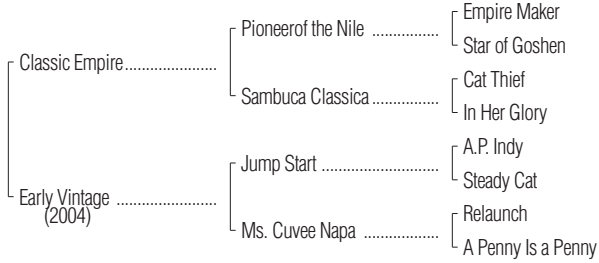 Empire Maker
Pioneerof the Nile ................
Star of Goshen
Classic Empire.......................
Cat Thief
Sambuca Classica ................
In Her Glory
A.P. Indy
Jump Start ............................
Steady Cat
Early Vintage ........................
(2004)
Relaunch
Ms. Cuvee Napa ..................
A Penny Is a Penny